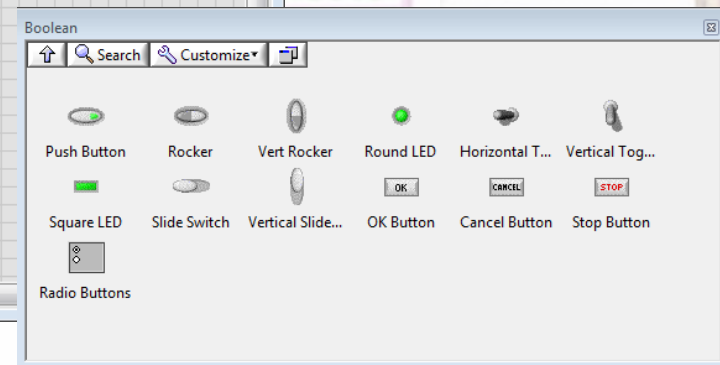 Boolean
Search Customize
Push Button Rocker Vert Rocker Round LED Horizontal T... Vertical Tog...
OK CANCEL STOP
Square LED Slide Switch Vertical Slide... OK Button Cancel Button Stop Button
Radio Buttons